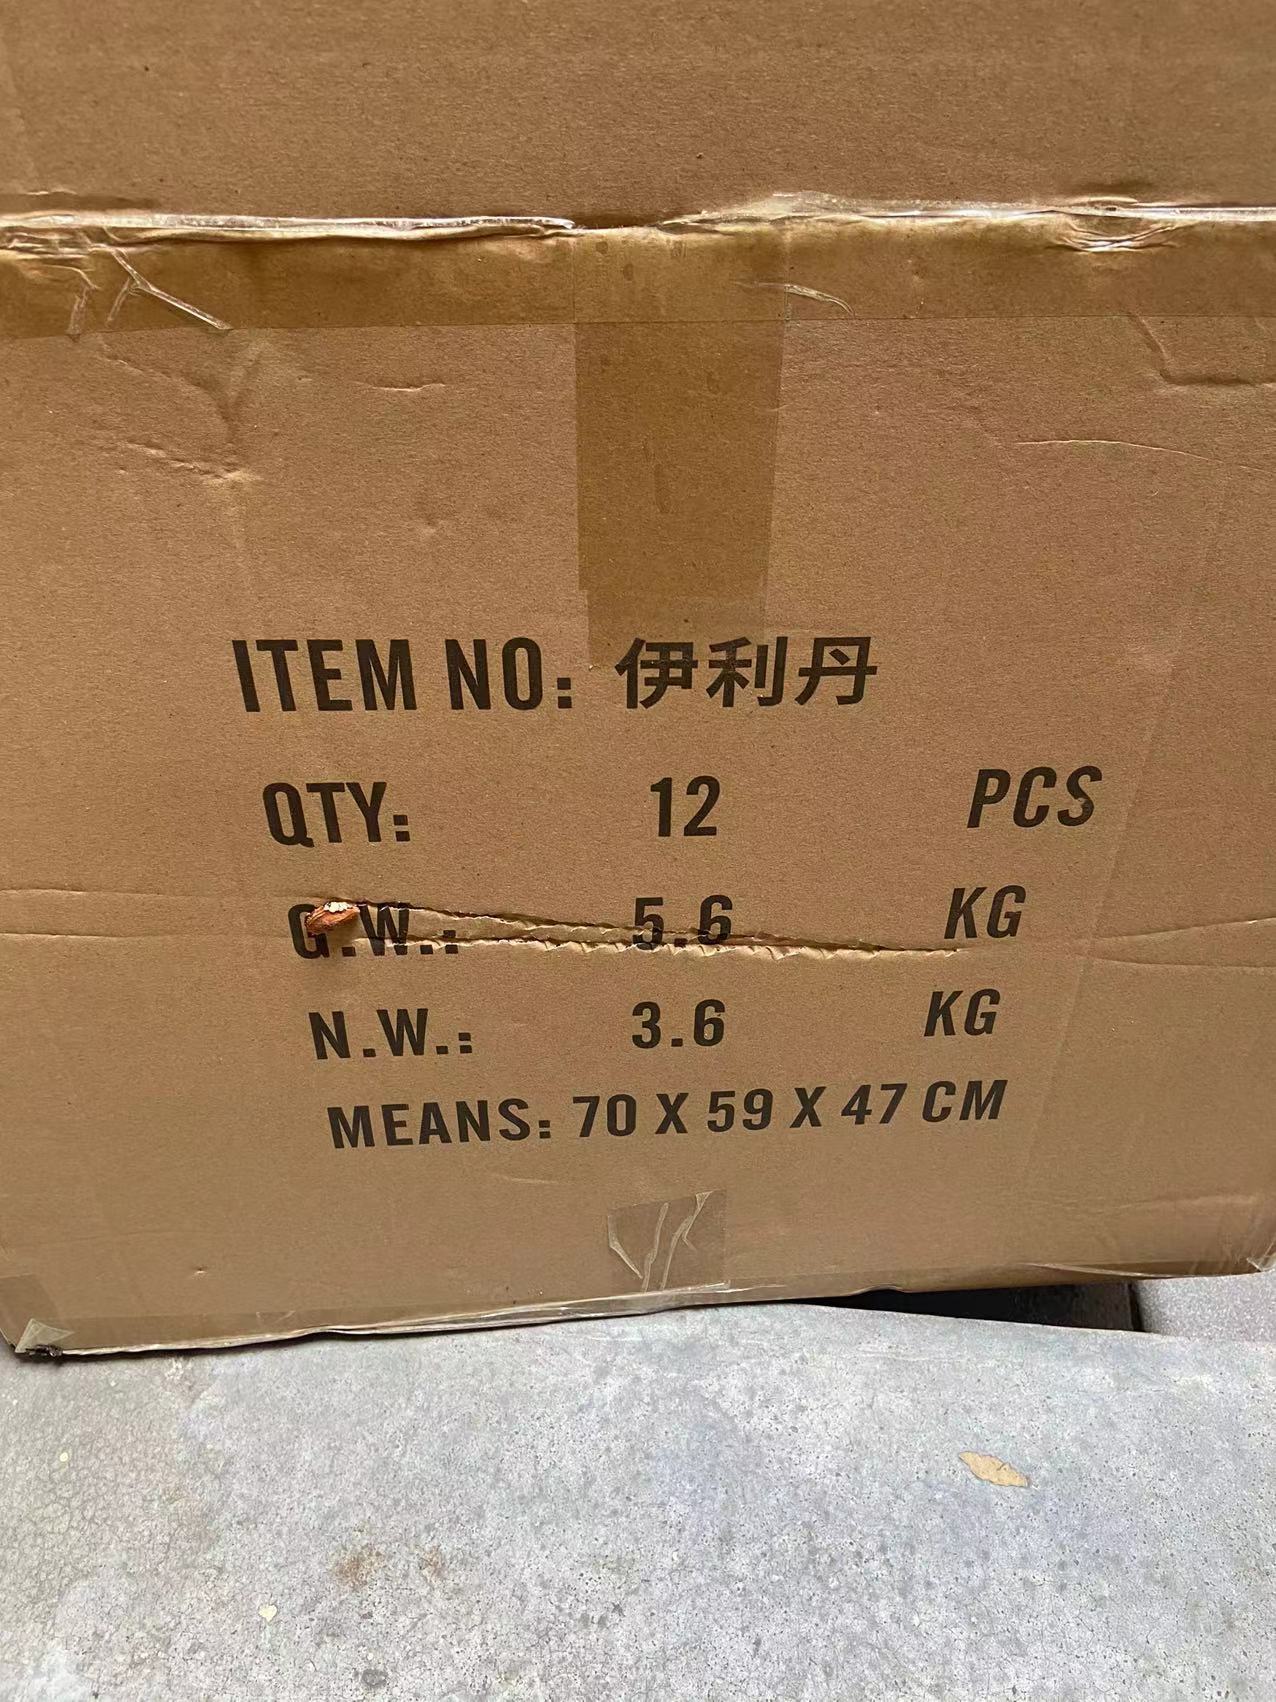 ITEM NO: 伊利丹
QTY: 12 PCS
G.W.: 5.6 KG
N.W.: 3.6 KG
MEANS: 70 X 59 X 47 CM